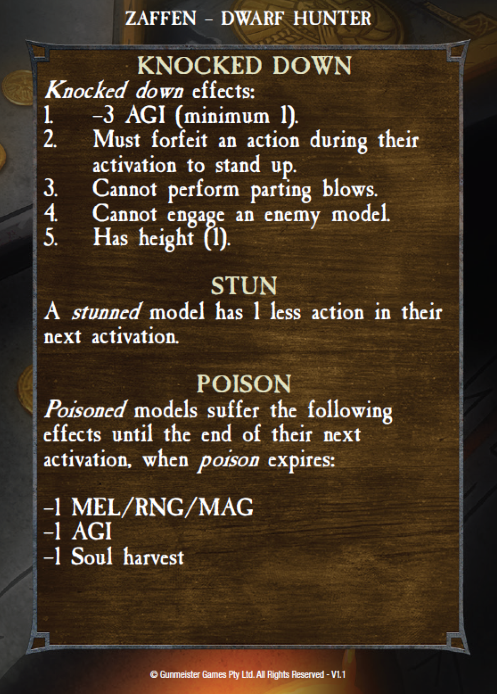 ZAFFEN - DWARF HUNTER
KNOCKED DOWN
Knocked down effects:
1. -3 AGI (minimum 1).
2. Must forfeit an action during their
activation to stand up.
3. Cannot perform parting blows.
4. Cannot engage an enemy model.
5. Has height (1).
STUN
A stunned model has 1 less action in their
next activation.
POISON
Poisoned models suffer the following
effects until the end of their next
activation, when poison expires:
-1 MEL/RNG/MAG
-1 AGI
-1 Soul harvest
© Gunmeister Games Pty Ltd. All Rights Reserved - V1.1